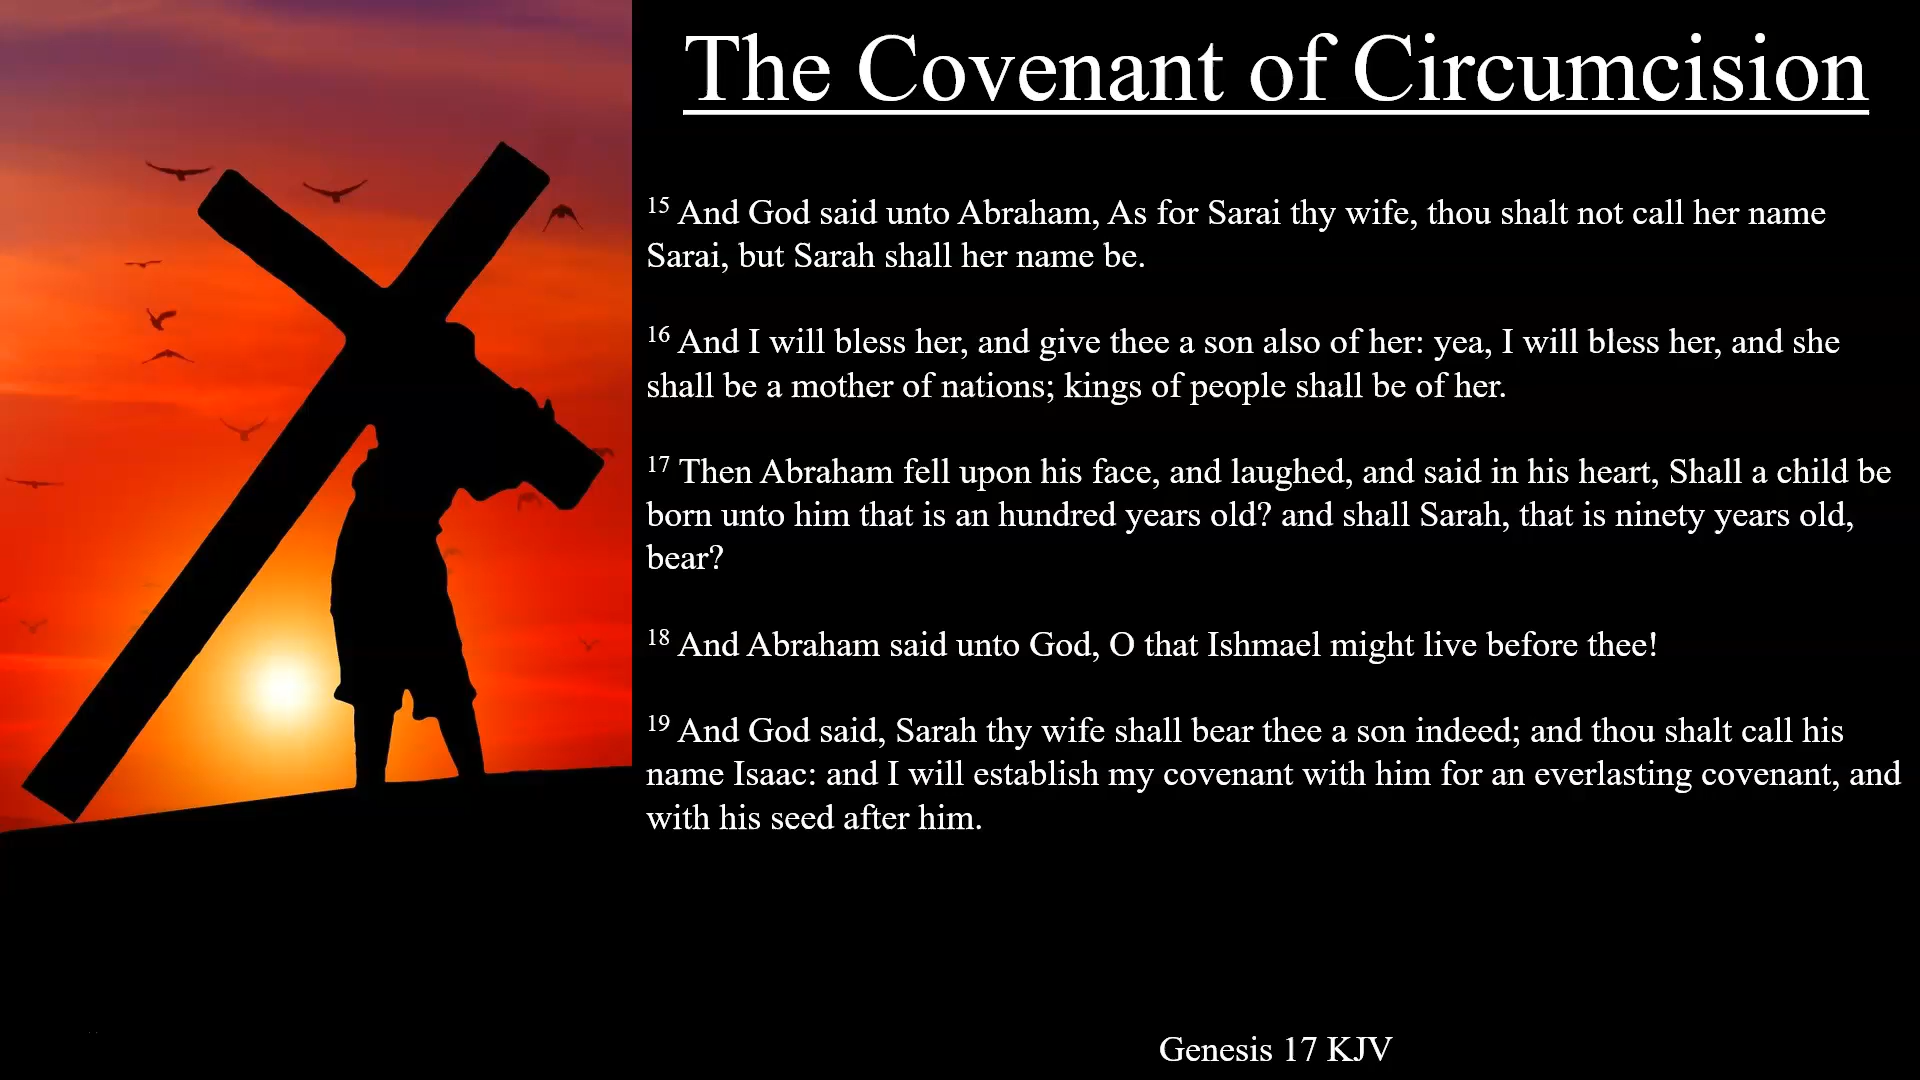 The Covenant of Circumcision
15 And God said unto Abraham, As for Sarai thy wife, thou shalt not call her name
Sarai, but Sarah shall her name be.
16 And I will bless her, and give thee a son also of her: yea, I will bless her, and she
shall be a mother of nations; kings of people shall be of her.
17 Then Abraham fell upon his face, and laughed, and said in his heart, Shall a child be
born unto him that is an hundred years old? and shall Sarah, that is ninety years old,
bear?
18 And Abraham said unto God, O that Ishmael might live before thee!
19 And God said, Sarah thy wife shall bear thee a son indeed; and thou shalt call his
name Isaac: and I will establish my covenant with him for an everlasting covenant, and
with his seed after him.
Genesis 17 KJV